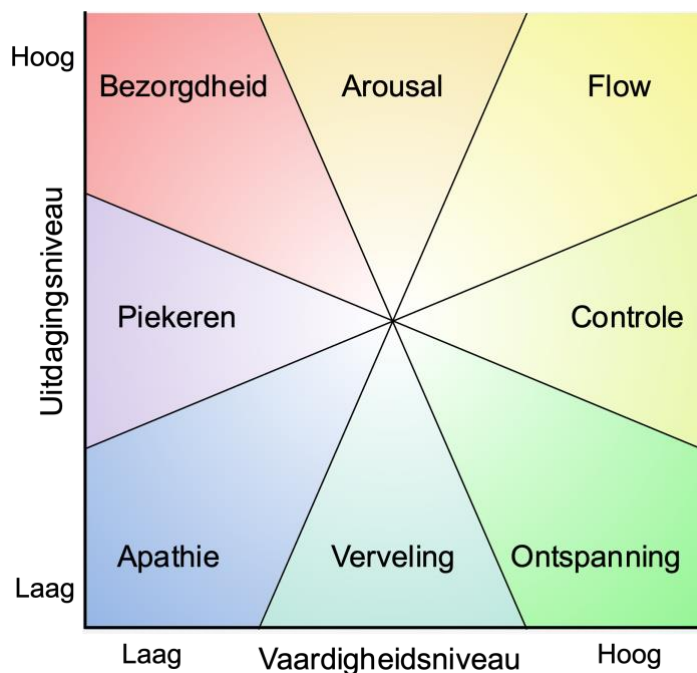 Hoog
Bezorgdheid
Arousal
Flow
Uitdagingsniveau
Piekeren
Controle
Apathie
Verveling
Ontspanning
Laag
Laag
Vaardigheidsniveau
Hoog